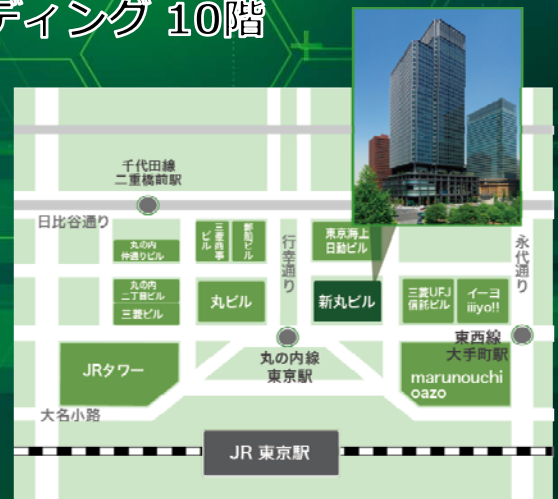 ディング 10階
千代田線
二重橋前駅
日比谷通り
丸の内
仲通りビル
三菱商事
ビル
郵船ビル
行幸通り
東京海上
日動ビル
永代通り
丸の内
二丁目ビル
三菱ビル
丸ビル
新丸ビル
三菱UFJ
信託ビル
イーヨ
iiyo!!
丸の内線
東京駅
東西線
大手町駅
JRタワー
marunouchi
oazo
大名小路
JR 東京駅